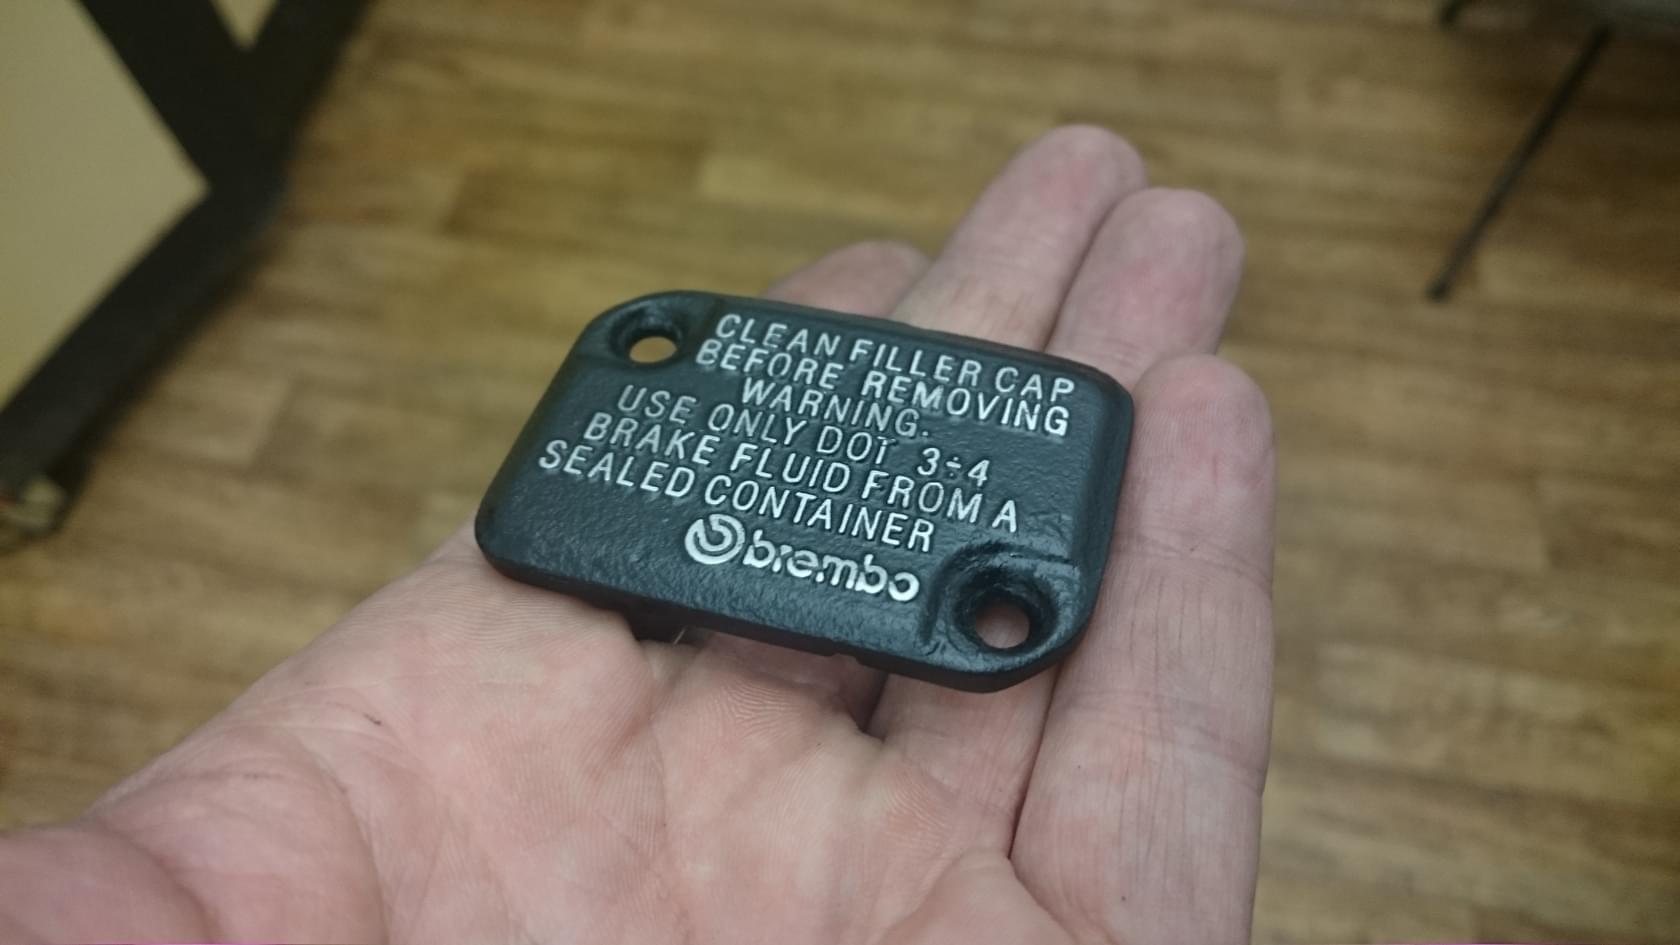 CLEAN FILLER CAP
BEFORE REMOVING
WARNING.
USE ONLY DOT 3÷4
BRAKE FLUID FROM A
SEALED CONTAINER
brembo